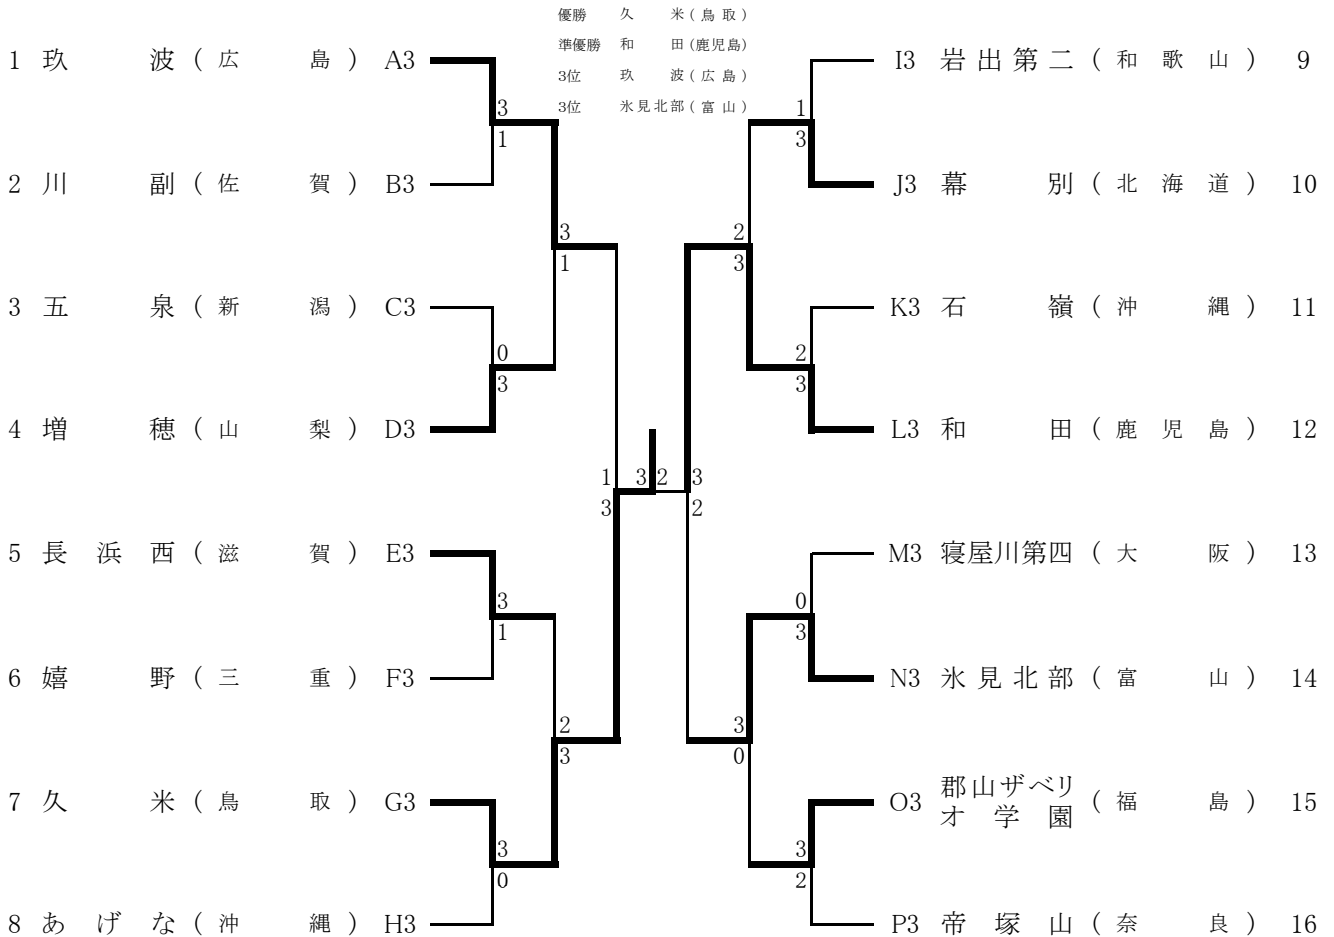 優勝 久米(鳥取)
準優勝 和田(鹿児島)
3位 玖波(広島)
3位 氷見北部(富山)
1 玖波(広島) A3
2 川副(佐賀) B3
3 五泉(新潟) C3
4 増穂(山梨) D3
5 長浜西(滋賀) E3
6 嬉野(三重) F3
7 久米(鳥取) G3
8 あげな(沖縄) H3
3
1
0
3
3
1
3
0
3
1
2
3
1
3
3 2
3
2
2
3
3
0
1
3
2
3
0
3
3
2
I3 岩出第二(和歌山) 9
J3 幕別(北海道) 10
K3 石嶺(沖縄) 11
L3 和田(鹿児島) 12
M3 寝屋川第四(大阪) 13
N3 氷見北部(富山) 14
O3 郡山ザベリ
オ学園(福島) 15
P3 帝塚山(奈良) 16